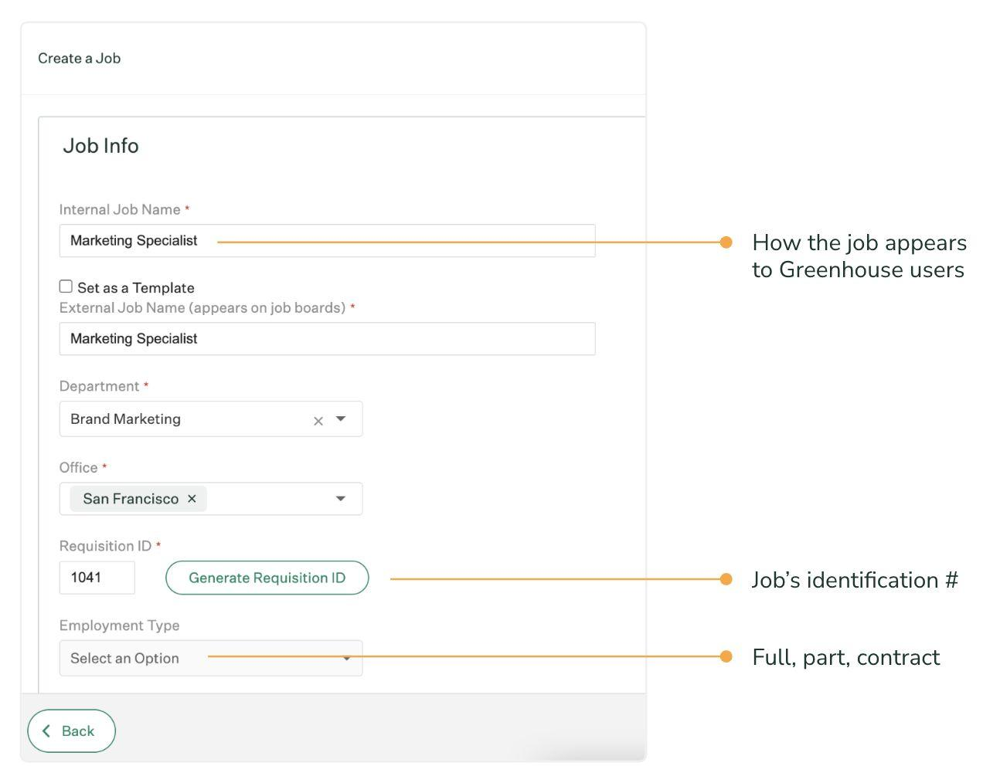 Create a Job
Job Info
Internal Job Name *
Marketing Specialist
How the job appears
to Greenhouse users
Set as a Template
External Job Name (appears on job boards) *
Marketing Specialist
Department *
Brand Marketing
Office *
San Francisco ×
Requisition ID *
1041
Generate Requisition ID
Job’s identification #
Employment Type
Select an Option
Full, part, contract
Back